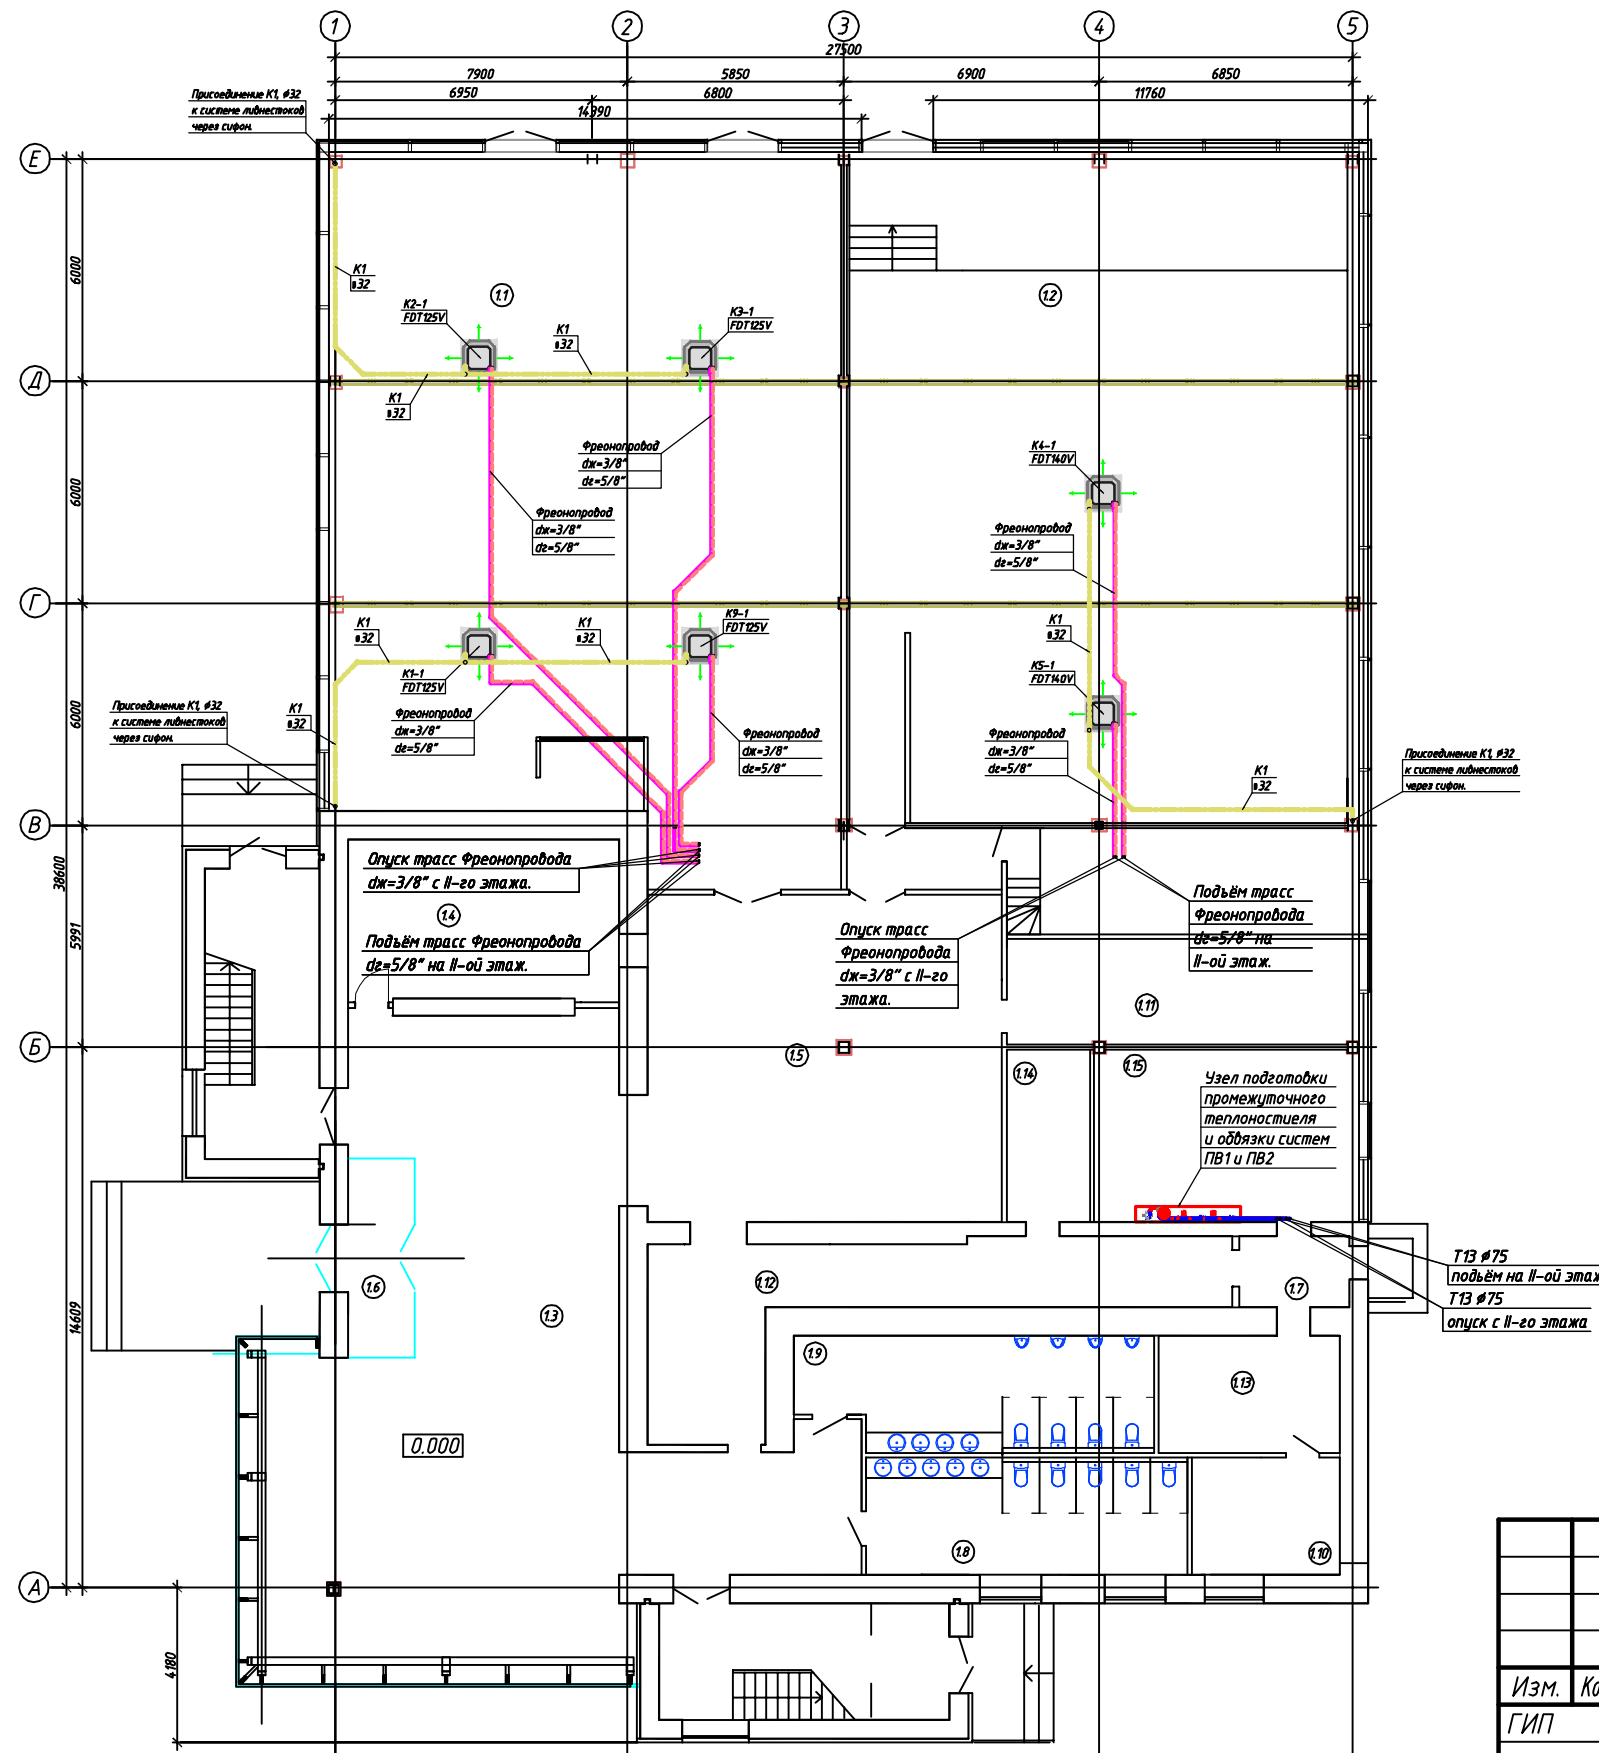 1
2
3
4
5
27500
7900
5850
6900
6850
6950
6800
11760
14390
Присоединение К1, ø32
к системе ливнестоков
через сифон.
Е
Д
Г
В
Б
А
6000
6000
6000
5991
38600
14609
4180
К1
ø32
К2-1
FDT125V
1.1
К1
ø32
К3-1
FDT125V
1.2
К1
ø32
Фреонопровод
dж=3/8"
dг=5/8"
Фреонопровод
dж=3/8"
dг=5/8"
К4-1
FDT140V
Фреонопровод
dж=3/8"
dг=5/8"
К1
ø32
К1
ø32
К9-1
FDT125V
К1
ø32
К1-1
FDT125V
К5-1
FDT140V
Присоединение К1, ø32
к системе ливнестоков
через сифон.
К1
ø32
Фреонопровод
dж=3/8"
dг=5/8"
Фреонопровод
dж=3/8"
dг=5/8"
Фреонопровод
dж=3/8"
dг=5/8"
К1
ø32
Присоединение К1, ø32
к системе ливнестоков
через сифон.
Опуск трасс Фреонопровода
dж=3/8" с II-го этажа.
1.4
Подъём трасс Фреонопровода
dг=5/8" на II-ой этаж.
Опуск трасс
Фреонопровода
dж=3/8" с II-го
этажа.
Подъём трасс
Фреонопровода
dг=5/8" на
II-ой этаж.
1.11
1.5
1.14
1.15
Узел подготовки
промежуточного
теплоностиеля
и обвязки систем
ПВ1 и ПВ2
1.6
1.3
1.12
1.7
Т13 ø75
подъём на II-ой этаж
Т13 ø75
опуск с II-го этажа
1.9
1.13
0.000
1.8
1.10
Изм.
Ко
ГИП